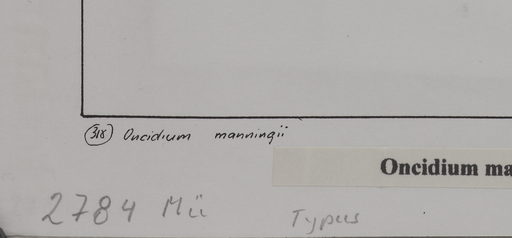 318 Oncidium manningii
Oncidium ma
2784 Mü Typus